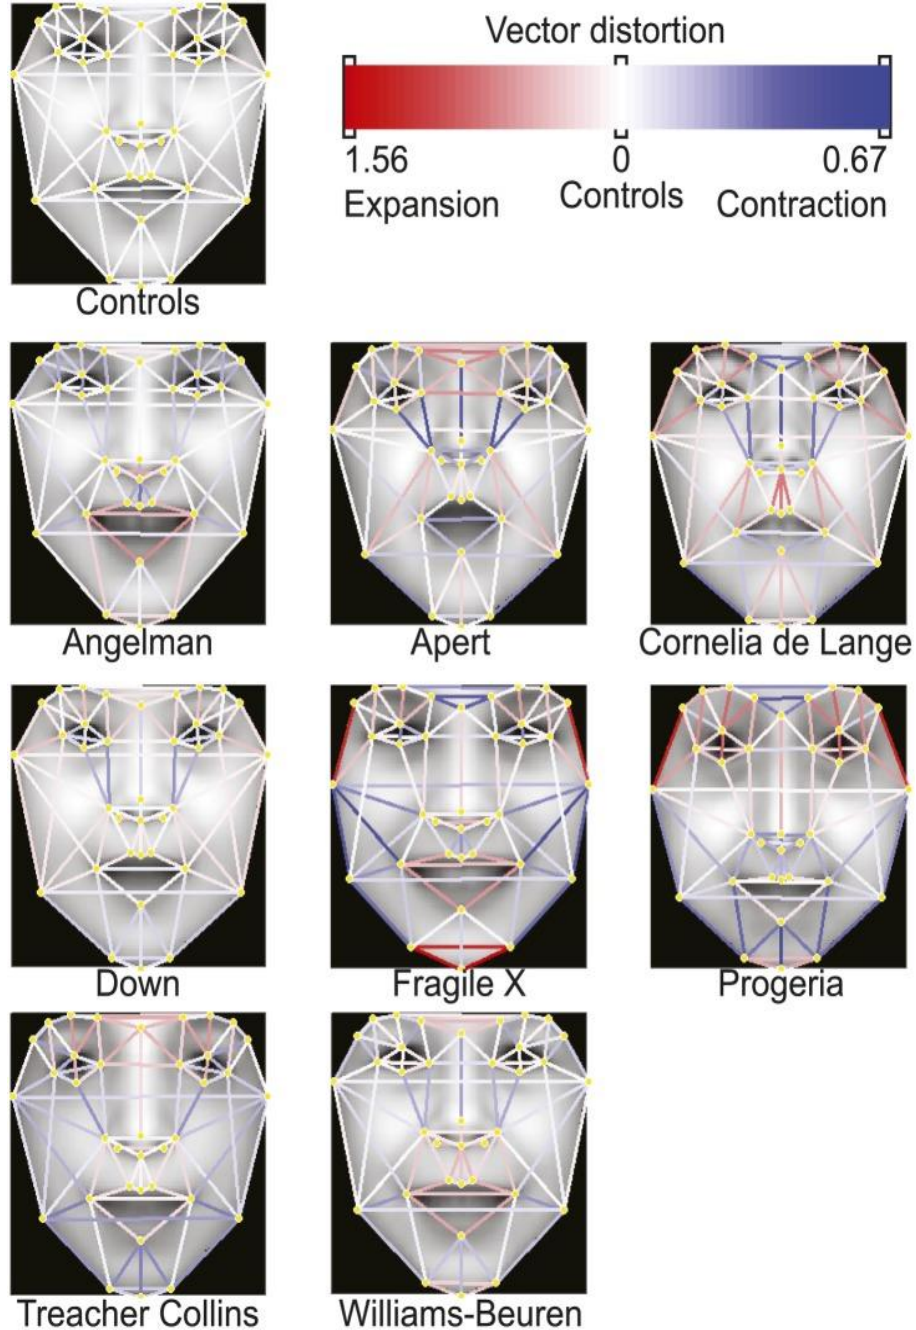 Vector distortion
1.56 0 0.67
Expansion Controls Contraction
Controls
Angelman Apert Cornelia de Lange
Down Fragile X Progeria
Treacher Collins Williams-Beuren